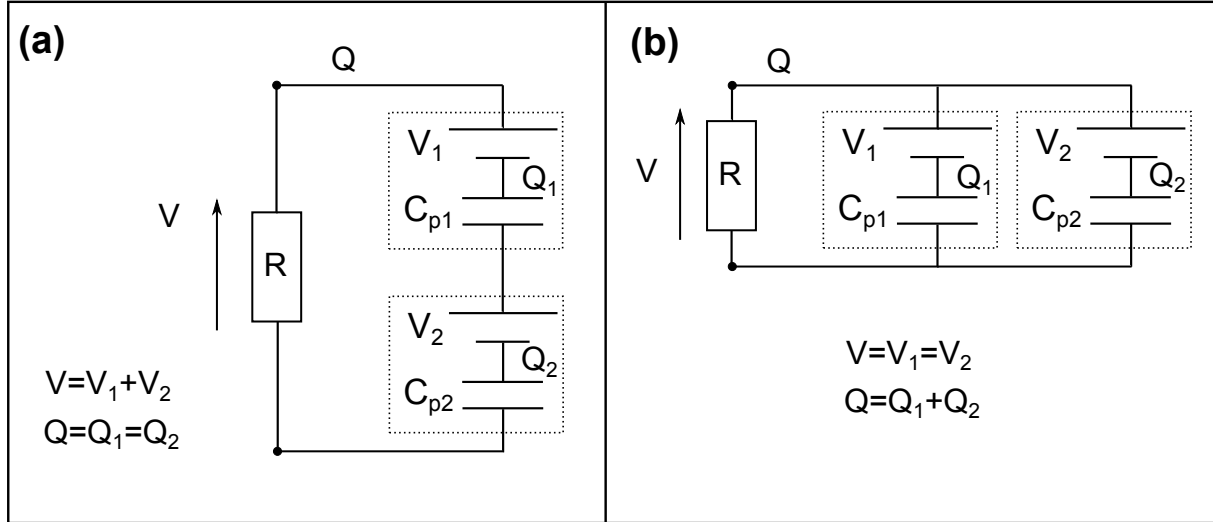 (a)
Q
V₁
Q₁
Cₚ₁
V
R
V₂
Q₂
Cₚ₂
V=V₁+V₂
Q=Q₁=Q₂
(b)
Q
V₁
V₂
V
R
Q₁
Q₂
Cₚ₁
Cₚ₂
V=V₁=V₂
Q=Q₁+Q₂